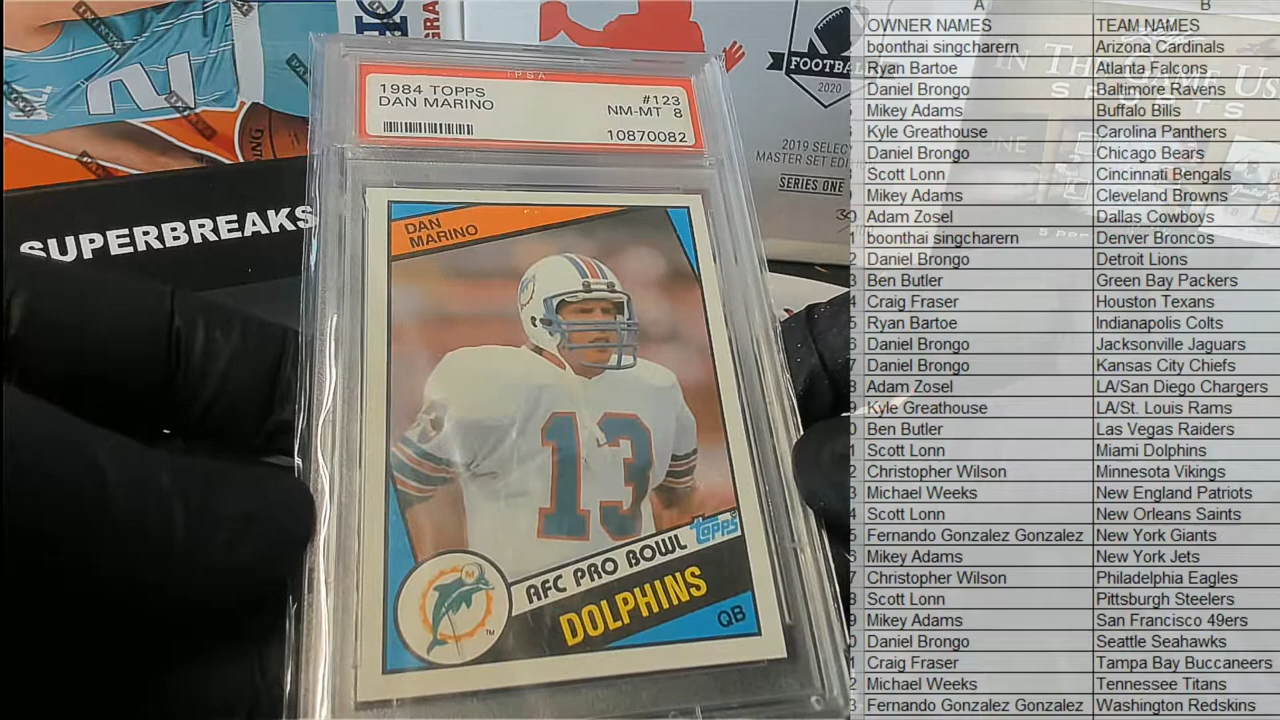 GRA
FOOTBALL
2020
2019 SELEC
MASTER SET EDI
SERIES ONE
SUPERBREAKS
PSA
1984 TOPPS #123
DAN MARINO NM-MT 8
10870082
DAN
MARINO
13
Topps
AFC PRO BOWL
DOLPHINS
QB
TM
A B
OWNER NAMES TEAM NAMES
boonthai singcharern Arizona Cardinals
Ryan Bartoe Atlanta Falcons
Daniel Brongo Baltimore Ravens
Mikey Adams Buffalo Bills
Kyle Greathouse Carolina Panthers
Daniel Brongo Chicago Bears
Scott Lonn Cincinnati Bengals
Mikey Adams Cleveland Browns
Adam Zosel Dallas Cowboys
boonthai singcharern Denver Broncos
Daniel Brongo Detroit Lions
Ben Butler Green Bay Packers
Craig Fraser Houston Texans
Ryan Bartoe Indianapolis Colts
Daniel Brongo Jacksonville Jaguars
Daniel Brongo Kansas City Chiefs
Adam Zosel LA/San Diego Chargers
Kyle Greathouse LA/St. Louis Rams
Ben Butler Las Vegas Raiders
Scott Lonn Miami Dolphins
Christopher Wilson Minnesota Vikings
Michael Weeks New England Patriots
Scott Lonn New Orleans Saints
Fernando Gonzalez Gonzalez New York Giants
Mikey Adams New York Jets
Christopher Wilson Philadelphia Eagles
Scott Lonn Pittsburgh Steelers
Mikey Adams San Francisco 49ers
Daniel Brongo Seattle Seahawks
Craig Fraser Tampa Bay Buccaneers
Michael Weeks Tennessee Titans
Fernando Gonzalez Gonzalez Washington Redskins